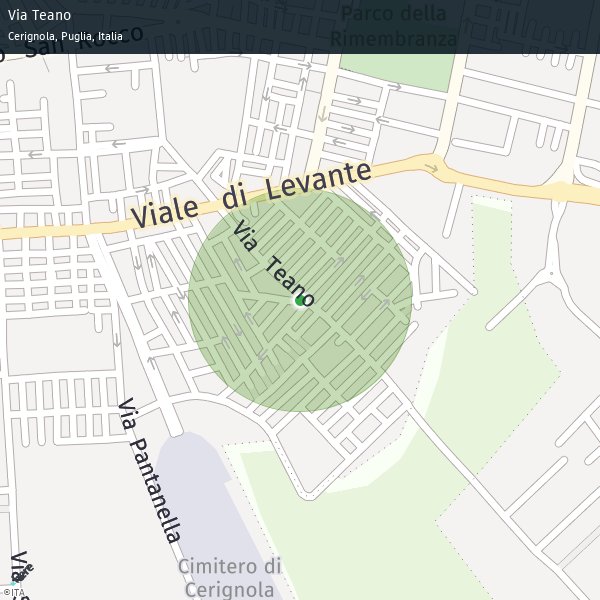 Via Teano
Cerignola, Puglia, Italia
San Rocco
Parco della
Rimembranza
Viale di Levante
Via Teano
Via Pantanella
Cimitero di
Cerignola
©ITA